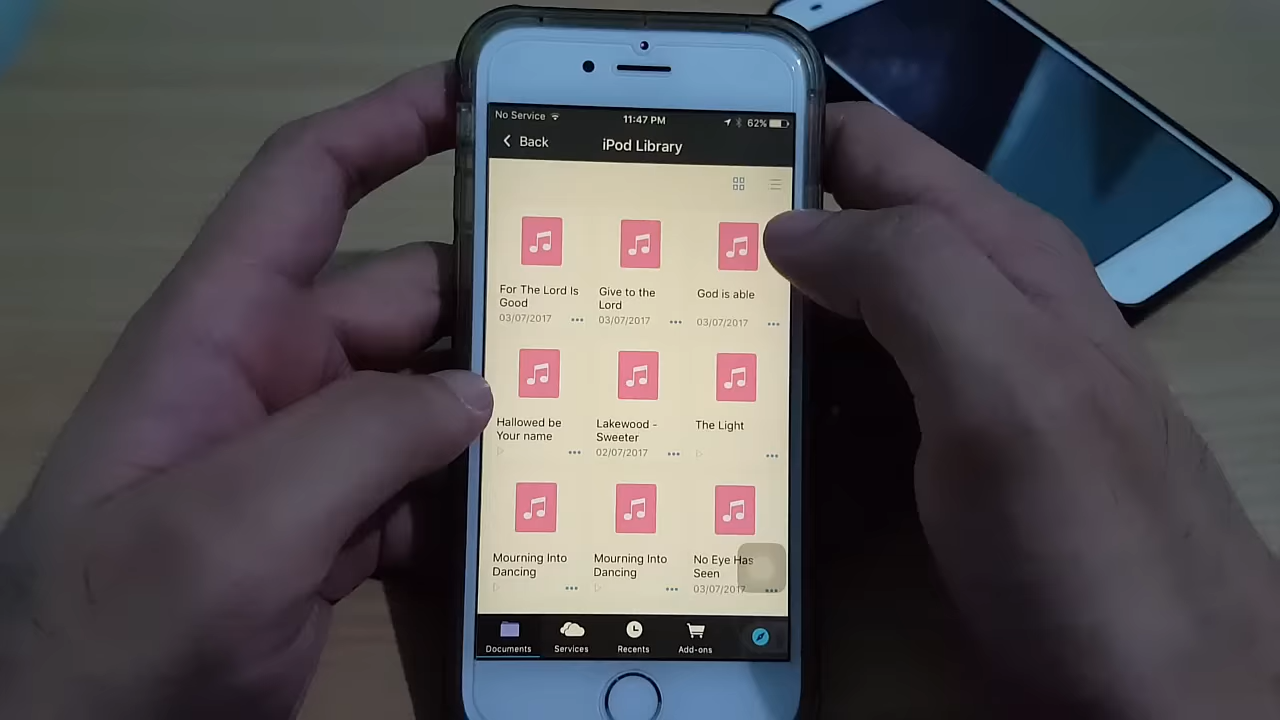 No Service
11:47 PM
62%
Back
iPod Library
For The Lord Is
Good
03/07/2017
Give to the
Lord
03/07/2017
God is able
03/07/2017
Hallowed be
Your name
Lakewood -
Sweeter
02/07/2017
The Light
Mourning Into
Dancing
Mourning Into
Dancing
No Eye Has
Seen
03/07/2017
Documents
Services
Recents
Add-ons